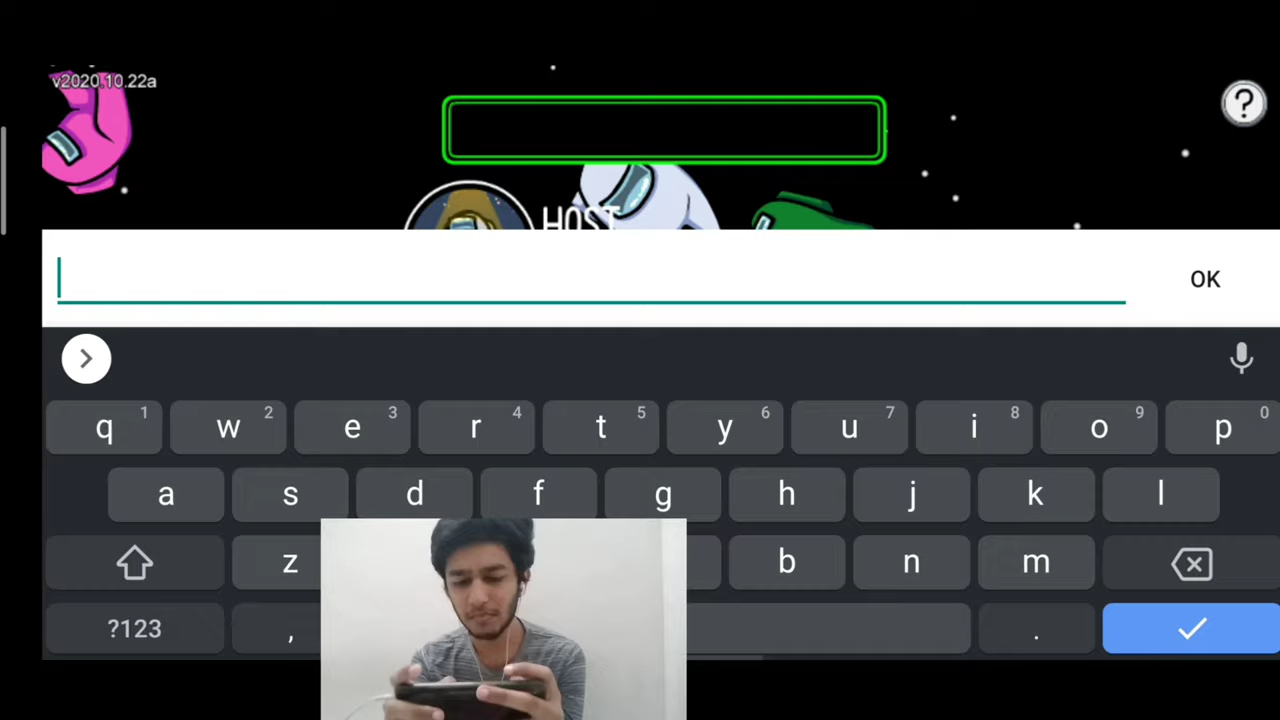 v2020.10.22a
?
HOST
OK
q 1 w 2 e 3 r 4 t 5 y 6 u 7 i 8 o 9 p 0
a s d f g h j k l
z b n m
?123 , .